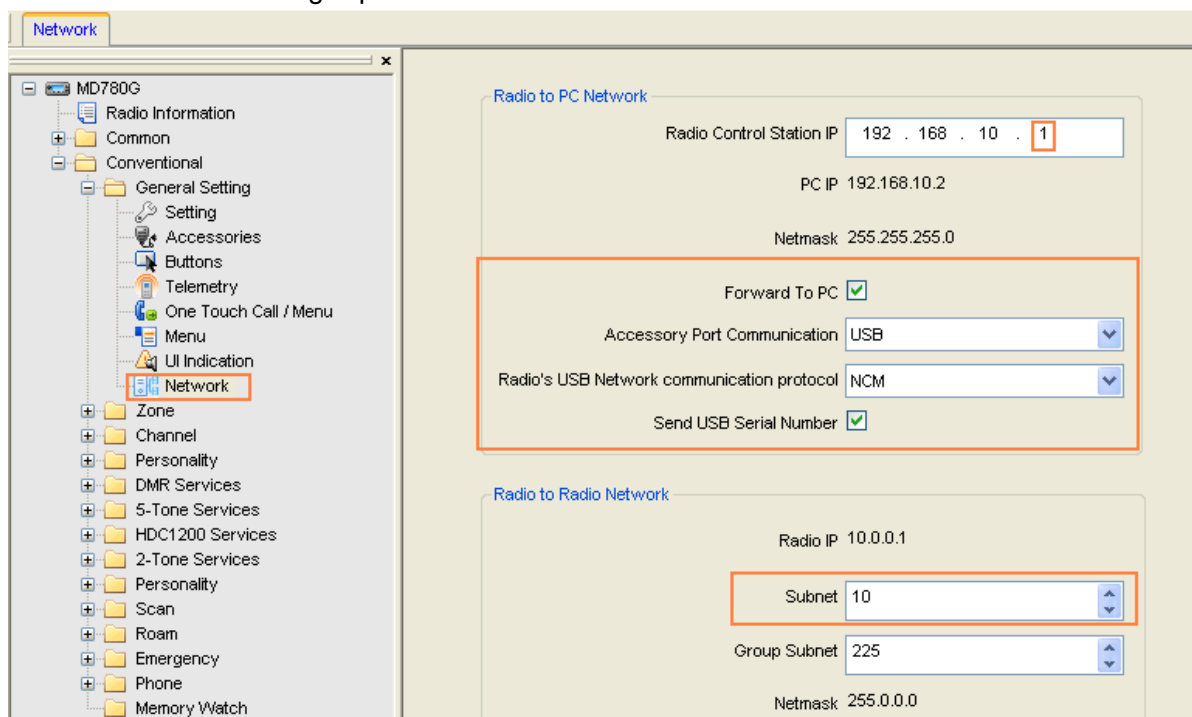 Network
x
MD780G
Radio Information
Common
Conventional
General Setting
Setting
Accessories
Buttons
Telemetry
One Touch Call / Menu
Menu
UI Indication
Network
Zone
Channel
Personality
DMR Services
5-Tone Services
HDC1200 Services
2-Tone Services
Personality
Scan
Roam
Emergency
Phone
Memory Watch
Radio to PC Network
Radio Control Station IP 192 . 168 . 10 . 1
PC IP 192.168.10.2
Netmask 255.255.255.0
Forward To PC
Accessory Port Communication USB
Radio's USB Network communication protocol NCM
Send USB Serial Number
Radio to Radio Network
Radio IP 10.0.0.1
Subnet 10
Group Subnet 225
Netmask 255.0.0.0